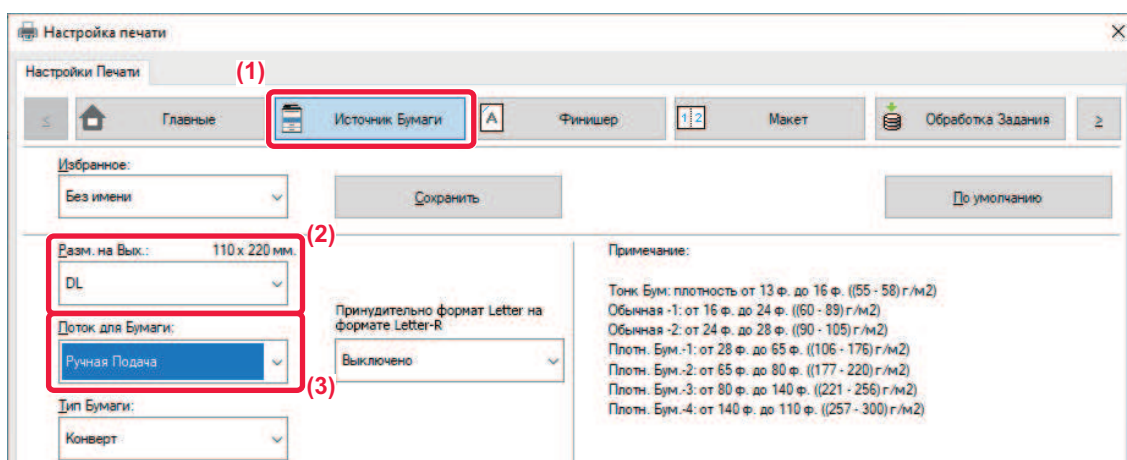 Настройка печати
Настройки Печати
(1)
≤ Главные Источник Бумаги A Финишер 1 2 Макет Обработка Задания ≥
Избранное:
Без имени
Сохранить
По умолчанию
(2)
Разм. на Вых.: 110 x 220 мм.
DL
Поток для Бумаги:
Ручная Подача
(3)
Тип Бумаги:
Конверт
Принудительно формат Letter на
формате Letter-R
Выключено
Примечание:
Тонк Бум: плотность от 13 ф. до 16 ф. ((55 - 58) г/м2)
Обычная -1: от 16 ф. до 24 ф. ((60 - 89) г/м2)
Обычная -2: от 24 ф. до 28 ф. ((90 - 105) г/м2)
Плотн. Бум.-1: от 28 ф. до 65 ф. ((106 - 176) г/м2)
Плотн. Бум.-2: от 65 ф. до 80 ф. ((177 - 220) г/м2)
Плотн. Бум.-3: от 80 ф. до 140 ф. ((221 - 256) г/м2)
Плотн. Бум.-4: от 140 ф. до 110 ф. ((257 - 300) г/м2)